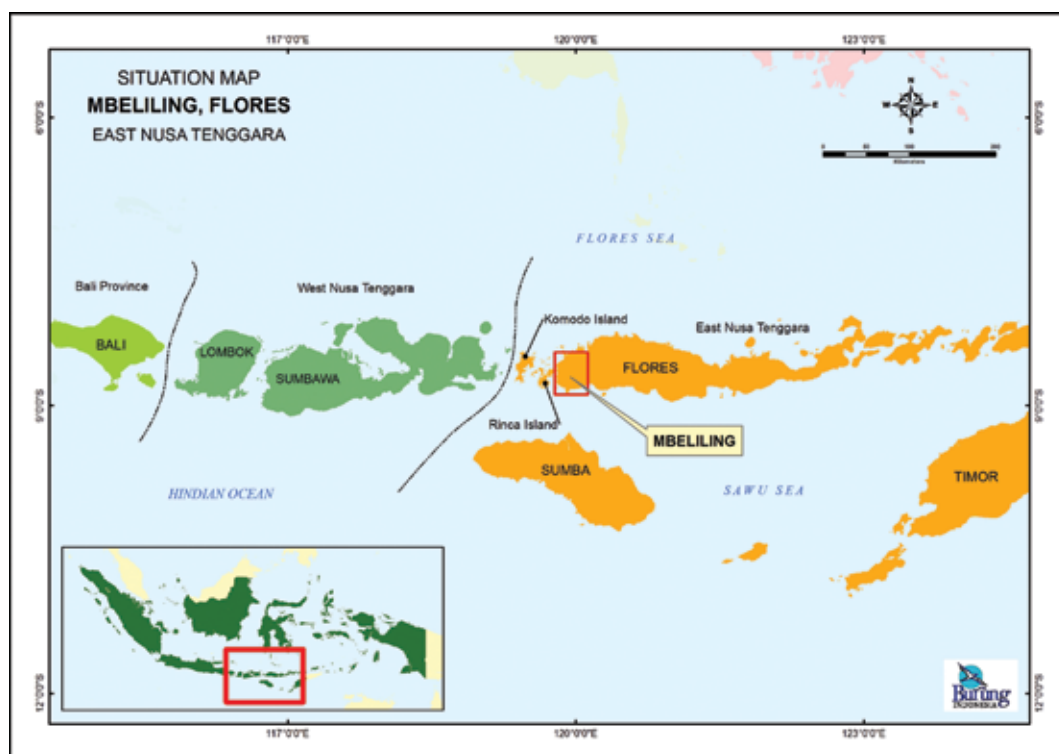 117°0'0"E 120°0'0"E 123°0'0"E
SITUATION MAP
MBELILING, FLORES
EAST NUSA TENGGARA
N
W E
S
6°0'0"S 6°0'0"S
0
Kilometers
FLORES SEA
Bali Province
West Nusa Tenggara
Komodo Island
East Nusa Tenggara
BALI
LOMBOK
SUMBAWA
FLORES
9°0'0"S 9°0'0"S
Rinca Island
MBELILING
SUMBA
TIMOR
HINDIAN OCEAN
SAWU SEA
Burung
INDONESIA
12°0'0"S 12°0'0"S
117°0'0"E 120°0'0"E 123°0'0"E